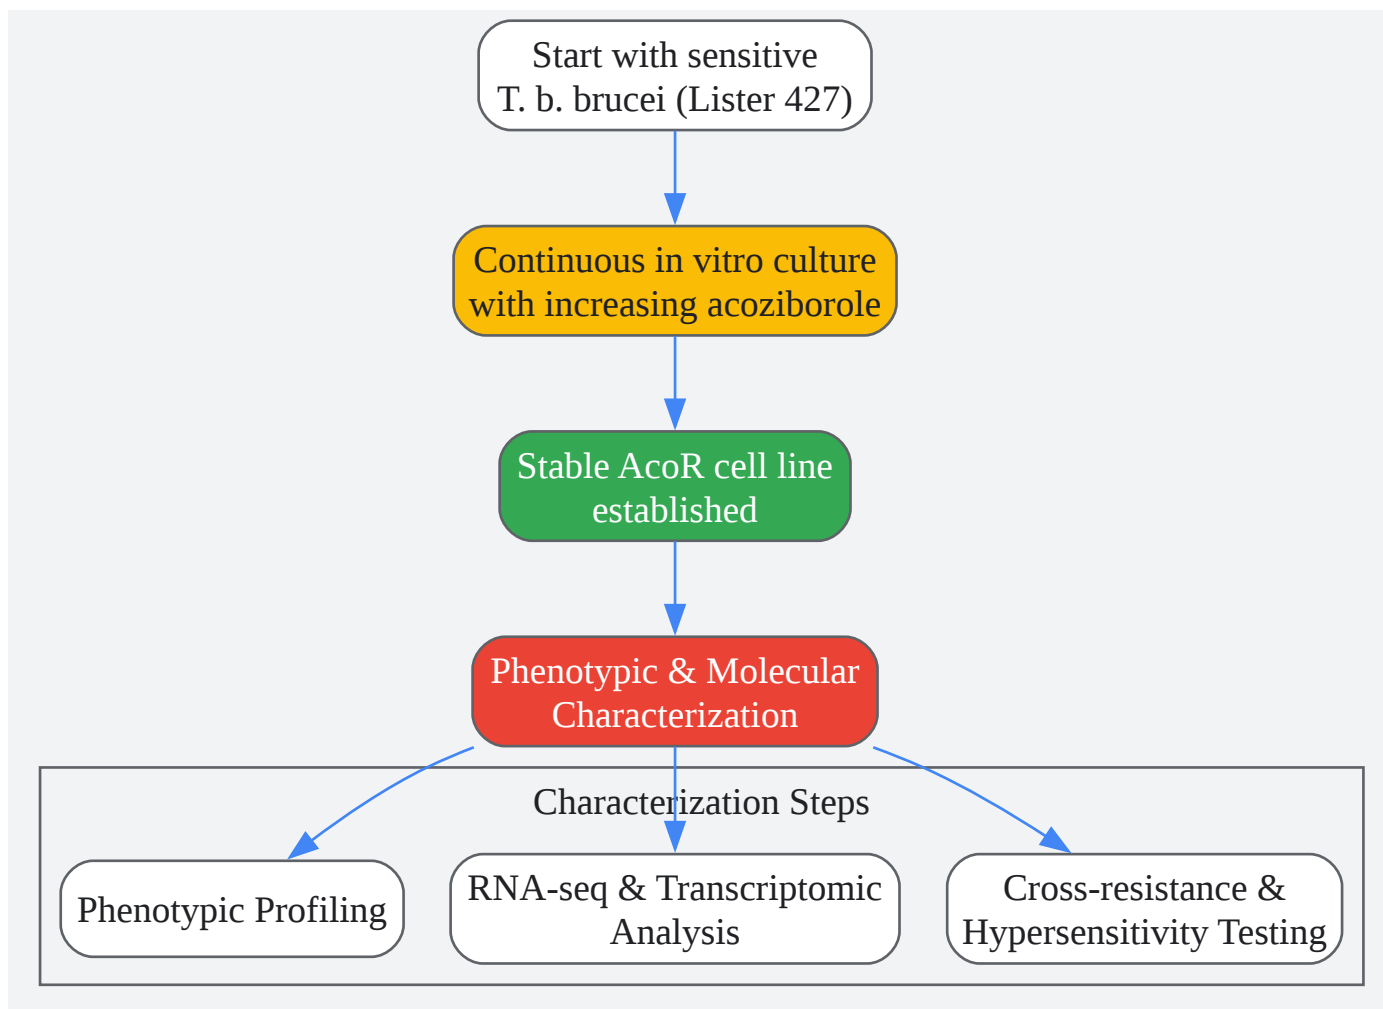 Start with sensitive
T. b. brucei (Lister 427)
Continuous in vitro culture
with increasing acoziborole
Stable AcoR cell line
established
Phenotypic & Molecular
Characterization
Characterization Steps
Phenotypic Profiling
RNA-seq & Transcriptomic
Analysis
Cross-resistance &
Hypersensitivity Testing